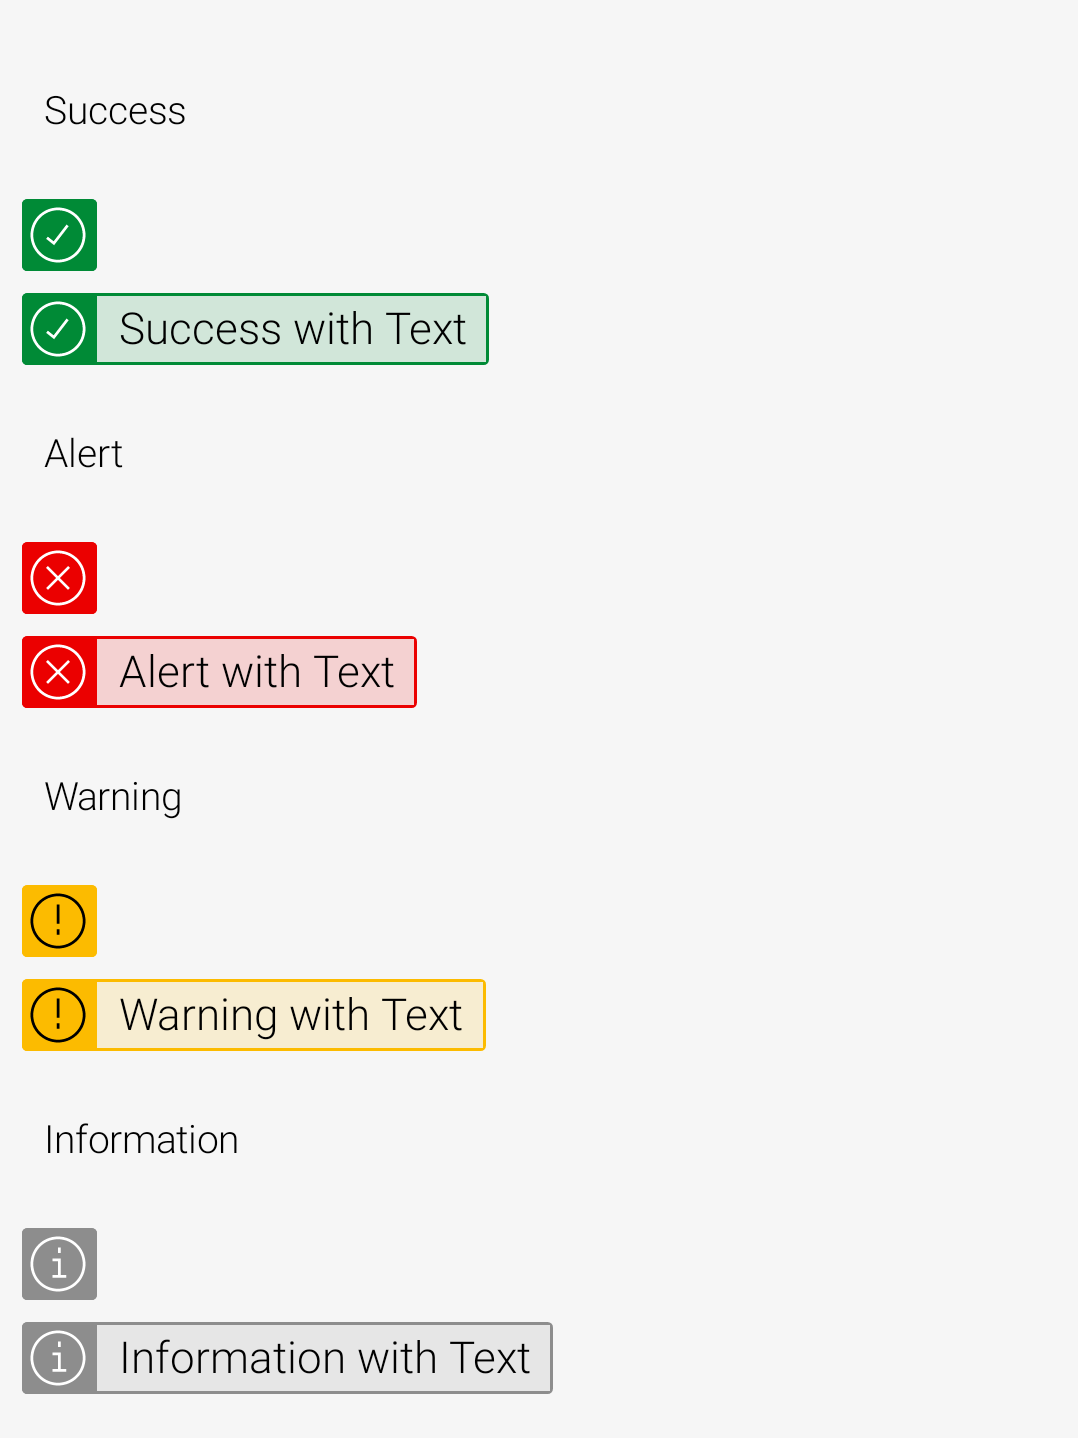 Success
Success with Text
Alert
Alert with Text
Warning
Warning with Text
Information
Information with Text